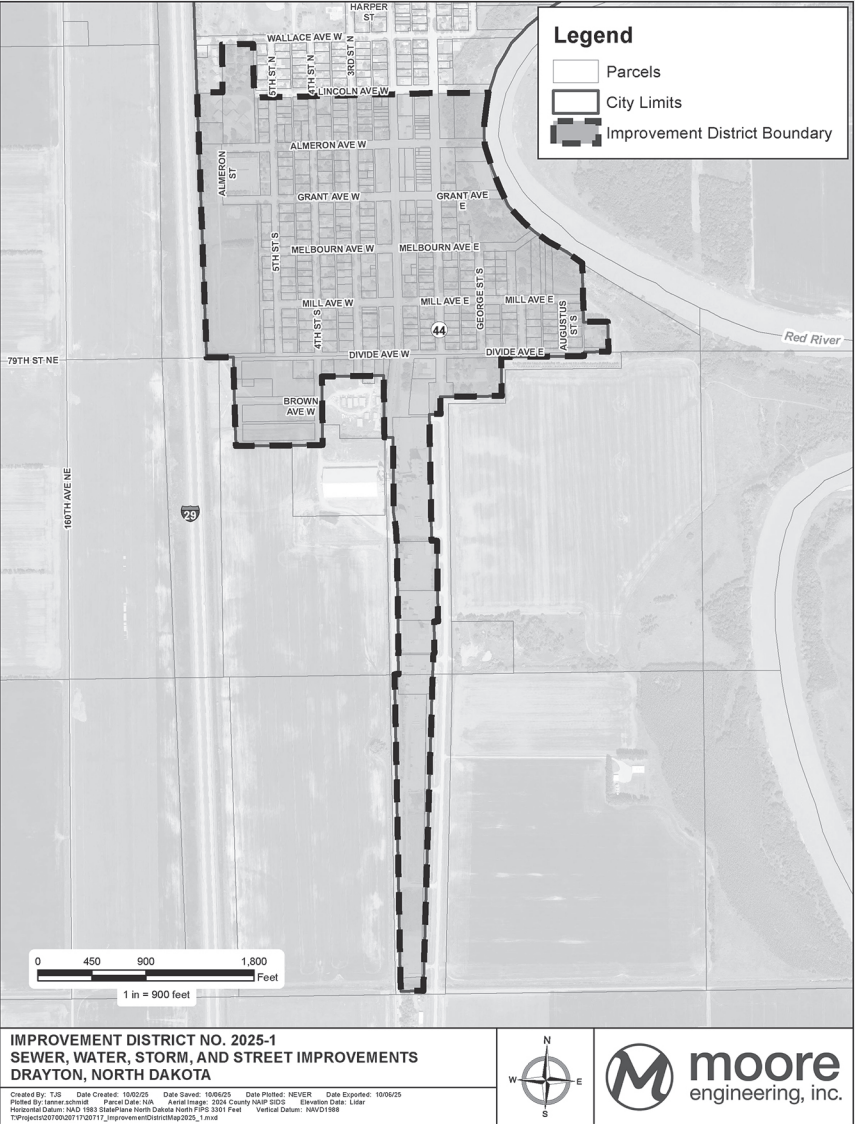 HARPER
ST
WALLACE AVE W
5TH ST N
4TH ST N
3RD ST N
LINCOLN AVE W
ALMERON AVE W
ALMERON
ST
GRANT AVE W
GRANT AVE
E
5TH ST S
MELBOURN AVE W
MELBOURN AVE E
GEORGE ST S
MILL AVE W
MILL AVE E
MILL AVE E
4TH ST S
44
AUGUSTUS
ST S
Red River
79TH ST NE
DIVIDE AVE W
DIVIDE AVE E
BROWN
AVE W
160TH AVE NE
29
Legend
Parcels
City Limits
Improvement District Boundary
0 450 900 1,800
Feet
1 in = 900 feet
IMPROVEMENT DISTRICT NO. 2025-1
SEWER, WATER, STORM, AND STREET IMPROVEMENTS
DRAYTON, NORTH DAKOTA
Created By: TJS Date Created: 10/02/25 Date Saved: 10/06/25 Date Plotted: NEVER Date Exported: 10/06/25
Plotted By: tanner.schmidt Parcel Date: N/A Aerial Image: 2024 County NAIP SIDS Elevation Data: Lidar
Horizontal Datum: NAD 1983 StatePlane North Dakota North FIPS 3301 Feet Vertical Datum: NAVD1988
T:\Projects\20700\20717\20717_ImprovementDistrictMap2025_1.mxd
N
W E
S
moore
engineering, inc.